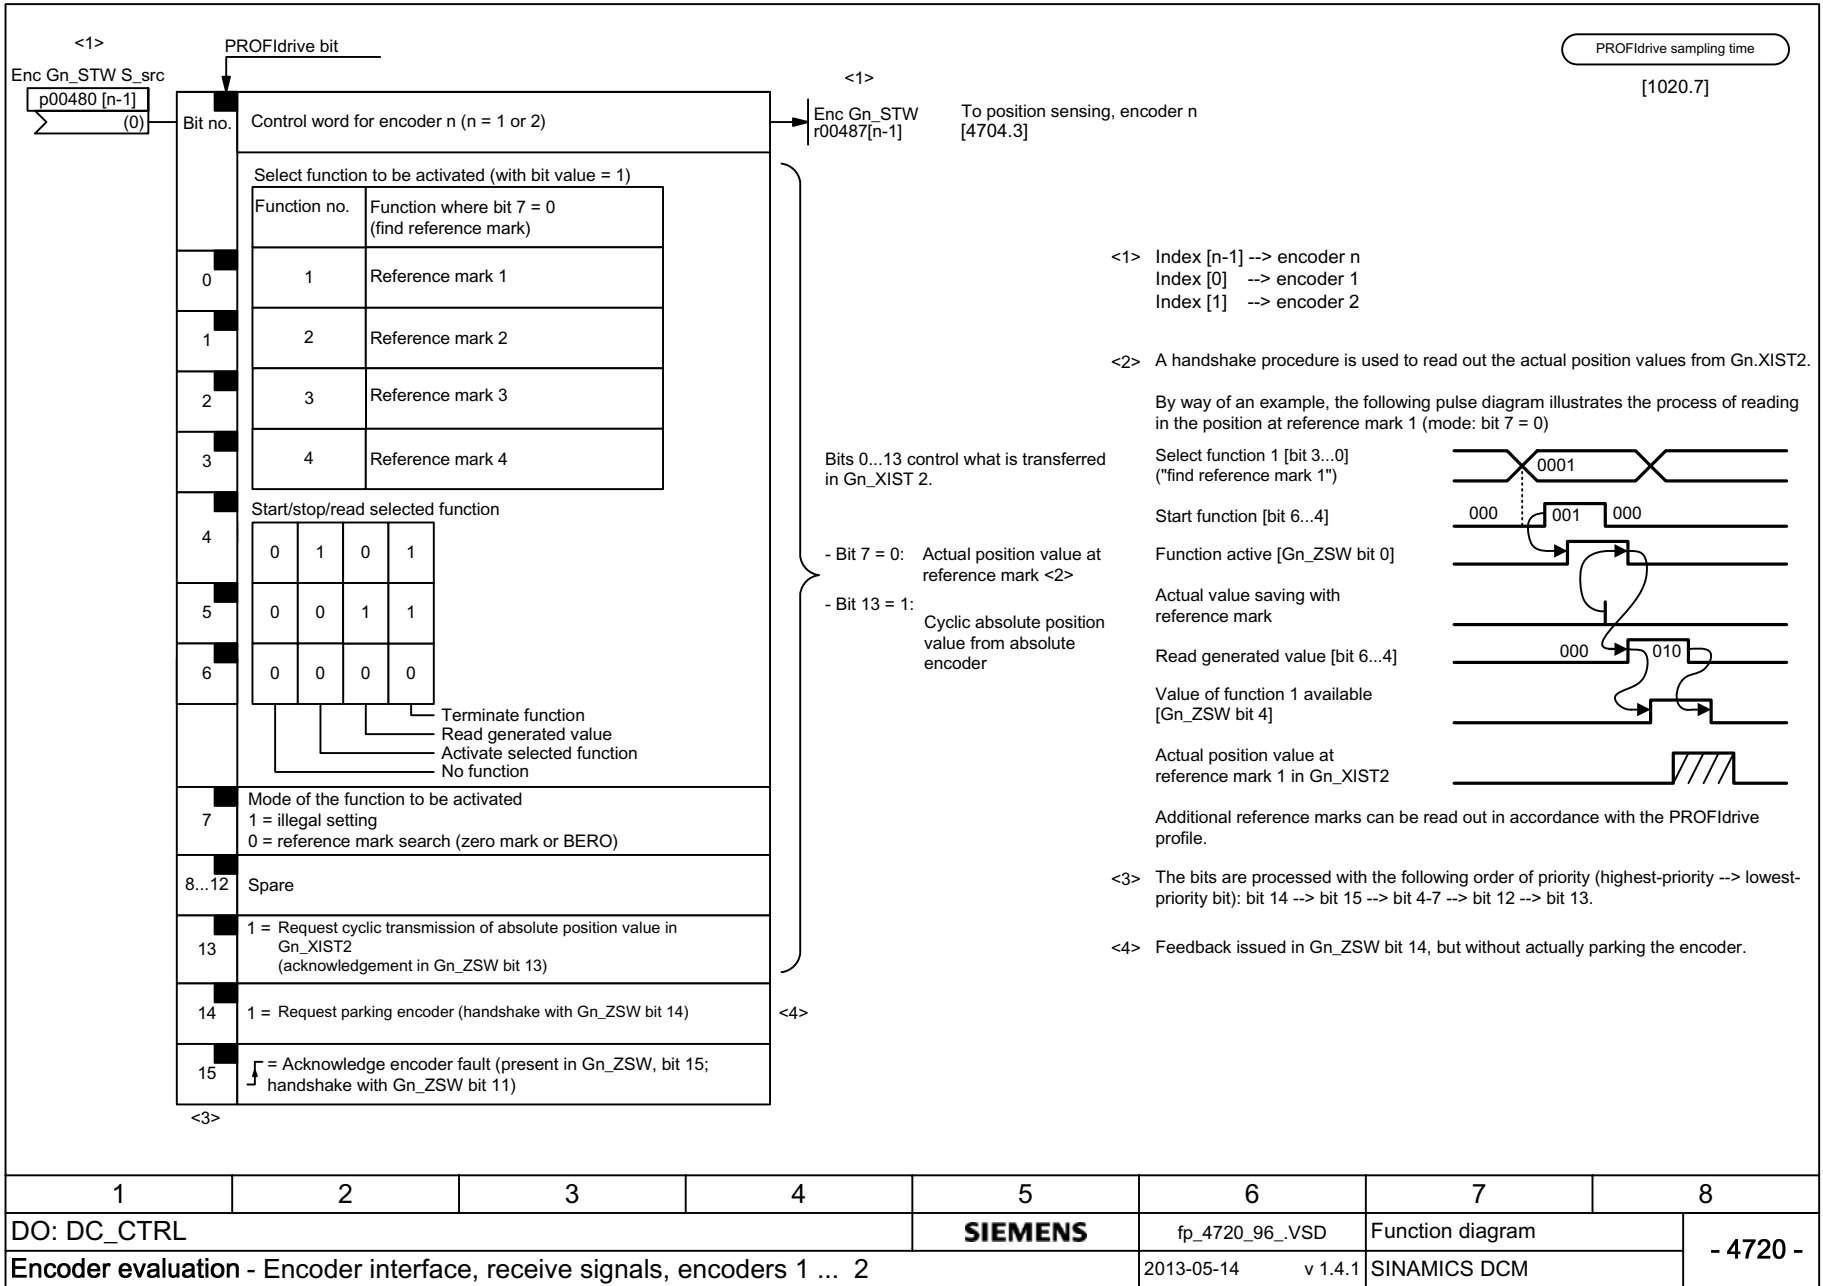 <1>
PROFIdrive bit
PROFIdrive sampling time
[1020.7]
Enc Gn_STW S_src
p00480 [n-1]
(0)
Bit no.
Control word for encoder n (n = 1 or 2)
<1>
Enc Gn_STW
r00487[n-1]
To position sensing, encoder n
[4704.3]
Select function to be activated (with bit value = 1)
Function no.
Function where bit 7 = 0
(find reference mark)
0
1
Reference mark 1
1
2
Reference mark 2
2
3
Reference mark 3
3
4
Reference mark 4
Start/stop/read selected function
4
0 1 0 1
5
0 0 1 1
6
0 0 0 0
Terminate function
Read generated value
Activate selected function
No function
7
Mode of the function to be activated
1 = illegal setting
0 = reference mark search (zero mark or BERO)
8...12
Spare
13
1 = Request cyclic transmission of absolute position value in
Gn_XIST2
(acknowledgement in Gn_ZSW bit 13)
14
1 = Request parking encoder (handshake with Gn_ZSW bit 14)
<4>
15
= Acknowledge encoder fault (present in Gn_ZSW, bit 15;
handshake with Gn_ZSW bit 11)
<3>
Bits 0...13 control what is transferred
in Gn_XIST 2.
- Bit 7 = 0: Actual position value at
reference mark <2>
- Bit 13 = 1:
Cyclic absolute position
value from absolute
encoder
<1> Index [n-1] --> encoder n
Index [0] --> encoder 1
Index [1] --> encoder 2
<2> A handshake procedure is used to read out the actual position values from Gn.XIST2.
By way of an example, the following pulse diagram illustrates the process of reading
in the position at reference mark 1 (mode: bit 7 = 0)
Select function 1 [bit 3...0]
("find reference mark 1")
0001
Start function [bit 6...4]
000 001 000
Function active [Gn_ZSW bit 0]
Actual value saving with
reference mark
Read generated value [bit 6...4]
000 010
Value of function 1 available
[Gn_ZSW bit 4]
Actual position value at
reference mark 1 in Gn_XIST2
Additional reference marks can be read out in accordance with the PROFIdrive
profile.
<3> The bits are processed with the following order of priority (highest-priority --> lowest-
priority bit): bit 14 --> bit 15 --> bit 4-7 --> bit 12 --> bit 13.
<4> Feedback issued in Gn_ZSW bit 14, but without actually parking the encoder.
1 2 3 4 5 6 7 8
DO: DC_CTRL
SIEMENS
fp_4720_96_.VSD
Function diagram
- 4720 -
Encoder evaluation - Encoder interface, receive signals, encoders 1 ... 2
2013-05-14 v 1.4.1
SINAMICS DCM